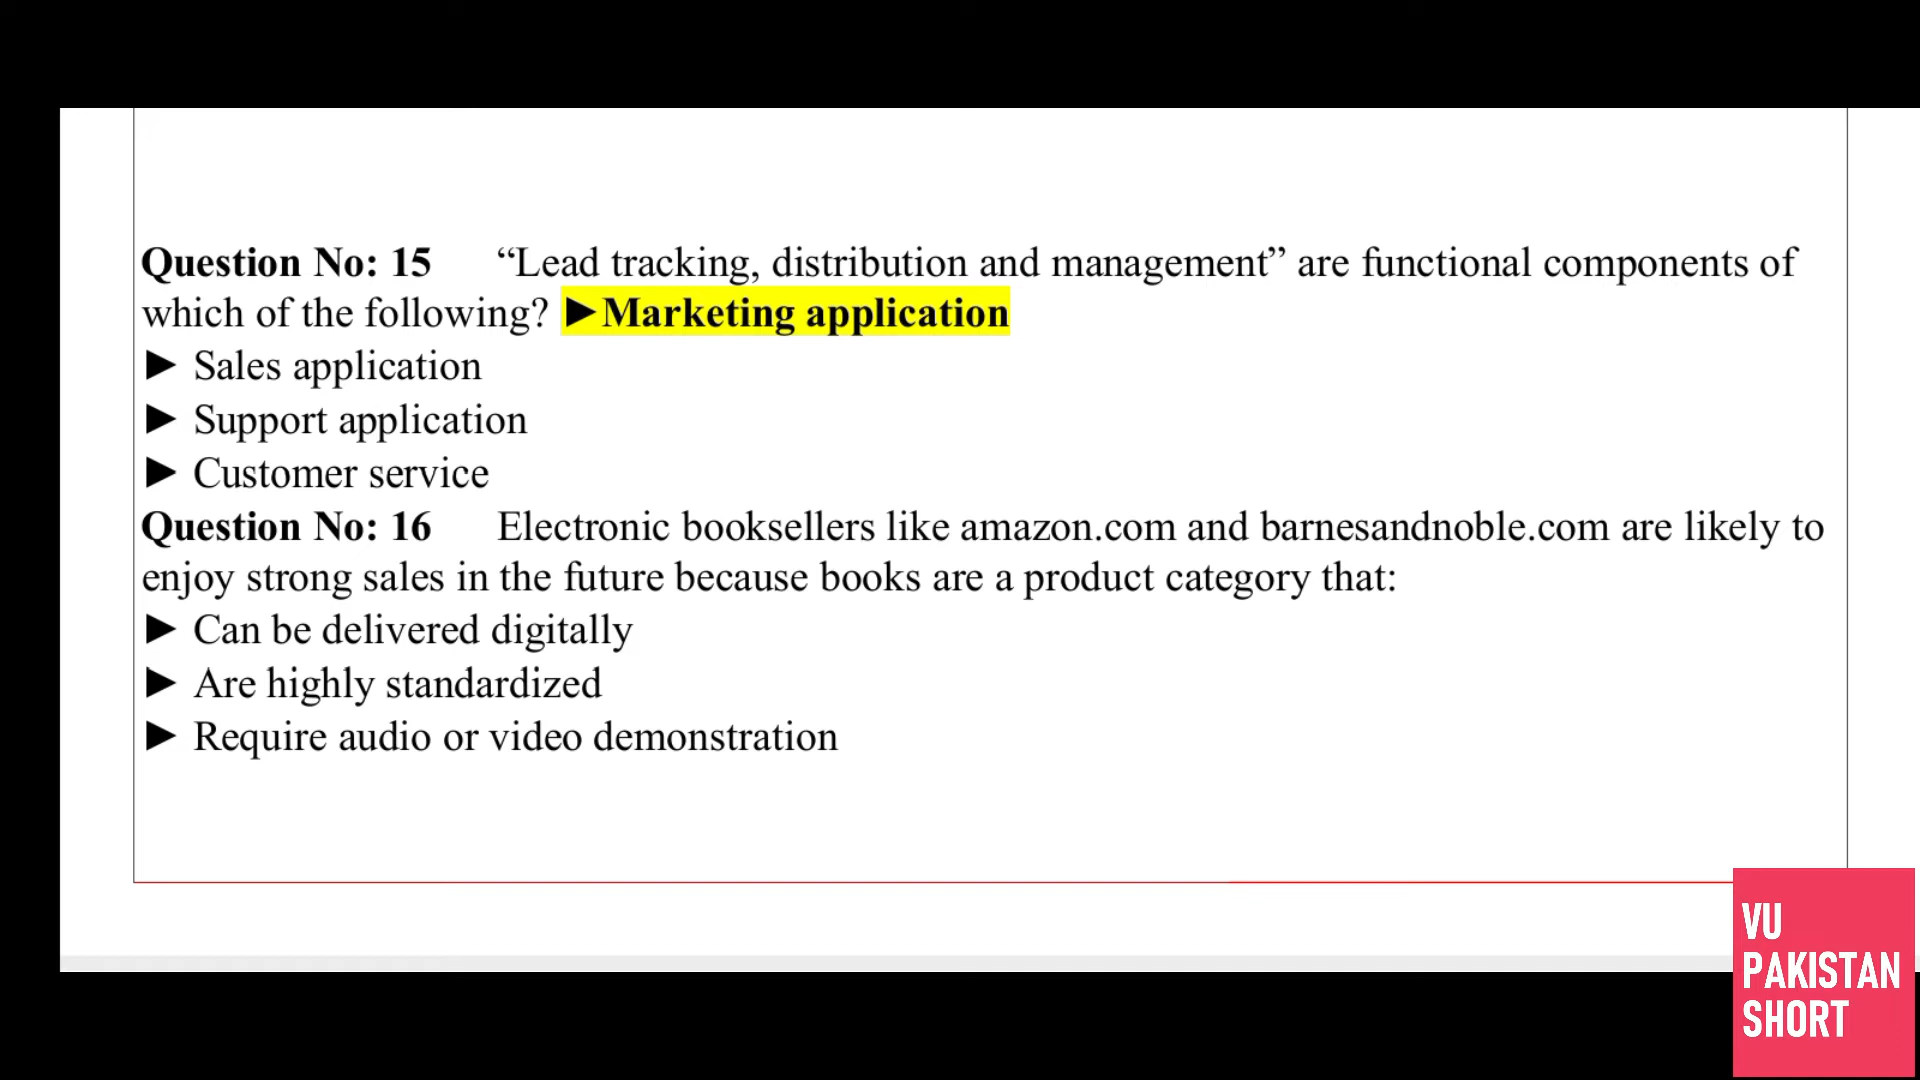 Question No: 15 “Lead tracking, distribution and management” are functional components of
which of the following? ►Marketing application
► Sales application
► Support application
► Customer service
Question No: 16 Electronic booksellers like amazon.com and barnesandnoble.com are likely to
enjoy strong sales in the future because books are a product category that:
► Can be delivered digitally
► Are highly standardized
► Require audio or video demonstration
VU
PAKISTAN
SHORT